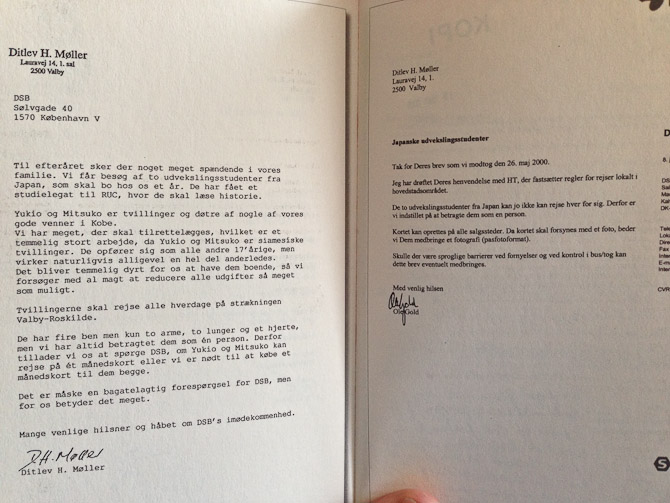 Ditlev H. Møller
Lauravej 14, 1. sal
2500 Valby
DSB
Sølvgade 40
1570 København V
Til efteråret sker der noget meget spændende i vores
familie. Vi får besøg af to udvekslingsstudenter fra
Japan, som skal bo hos os et år. De har fået et
studielegat til RUC, hvor de skal læse historie.
Yukio og Mitsuko er tvillinger og døtre af nogle af vores
gode venner i Kobe.
Vi har meget, der skal tilrettelægges, hvilket er et
temmelig stort arbejde, da Yukio og Mitsuko er siamesiske
tvillinger. De opfører sig som alle andre 17'årige, men
virker naturligvis alligevel en hel del anderledes.
Det bliver temmelig dyrt for os at have dem boende, så vi
forsøger med al magt at reducere alle udgifter så meget
som muligt.
Tvillingerne skal rejse alle hverdage på strækningen
Valby-Roskilde.
De har fire ben men kun to arme, to lunger og et hjerte,
men vi har altid betragtet dem som én person. Derfor
tillader vi os at spørge DSB, om Yukio og Mitsuko kan
rejse på ét månedskort eller vi er nødt til at købe et
månedskort til dem begge.
Det er måske en bagatelagtig forespørgsel for DSB, men
for os betyder det meget.
Mange venlige hilsner og håbet om DSB's imødekommenhed.
D.H. Møller
Ditlev H. Møller
KOPI
Ditlev H. Møller
Lauravej 14, 1.
2500 Valby
Japanske udvekslingsstudenter
Tak for Deres brev som vi modtog den 26. maj 2000.
Jeg har drøftet Deres henvendelse med HT, der fastsætter regler for rejser lokalt i
hovedstadsområdet.
De to udvekslingsstudenter fra Japan kan jo ikke kan rejse hver for sig. Derfor er
vi indstillet på at betragte dem som en person.
Kortet kan oprettes på alle salgssteder. Da kortet skal forsynes med et foto, beder
vi Dem medbringe et fotografi (pasfotoformat).
Skulle der være sproglige barrierer ved fornyelser og ved kontrol i bus/tog kan
dette brev eventuelt medbringes.
Med venlig hilsen
Ole Gold
D
8. j
DS
Sal
Ma
Køl
DK-
Tele
Loka
Dire
Fax
Inter
E-m
Inter
CVR
S